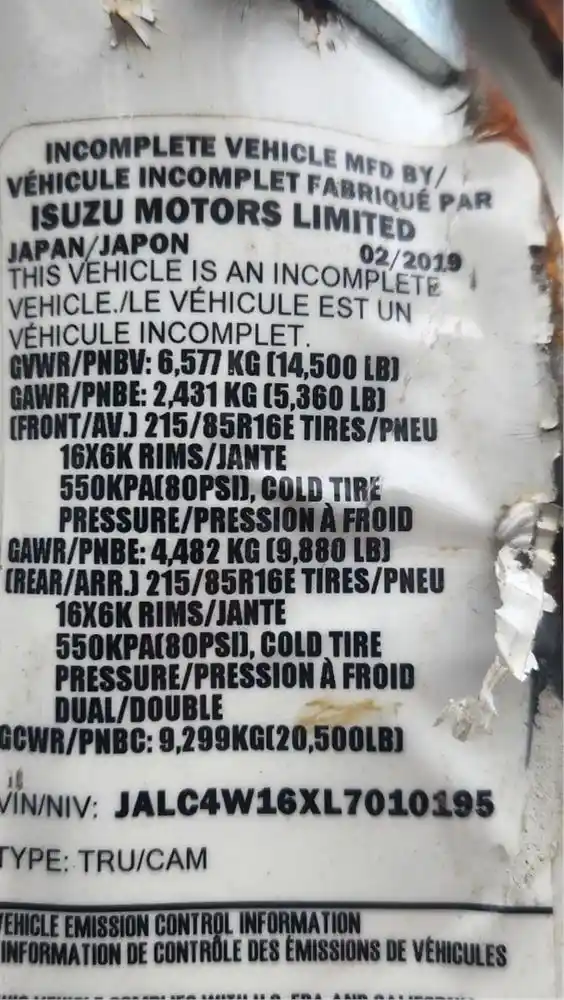 INCOMPLETE VEHICLE MFD BY/
VÉHICULE INCOMPLET FABRIQUÉ PAR
ISUZU MOTORS LIMITED
JAPAN/JAPON 02/2019
THIS VEHICLE IS AN INCOMPLETE
VEHICLE./LE VÉHICULE EST UN
VÉHICULE INCOMPLET.
GVWR/PNBV: 6,577 KG (14,500 LB)
GAWR/PNBE: 2,431 KG (5,360 LB)
(FRONT/AV.) 215/85R16E TIRES/PNEU
16X6K RIMS/JANTE
550KPA(80PSI), COLD TIRE
PRESSURE/PRESSION À FROID
GAWR/PNBE: 4,482 KG (9,880 LB)
(REAR/ARR.) 215/85R16E TIRES/PNEU
16X6K RIMS/JANTE
550KPA(80PSI), COLD TIRE
PRESSURE/PRESSION À FROID
DUAL/DOUBLE
GCWR/PNBC: 9,299KG(20,500LB)
VIN/NIV: JALC4W16XL7010195
TYPE: TRU/CAM
VEHICLE EMISSION CONTROL INFORMATION
INFORMATION DE CONTRÔLE DES ÉMISSIONS DE VÉHICULES